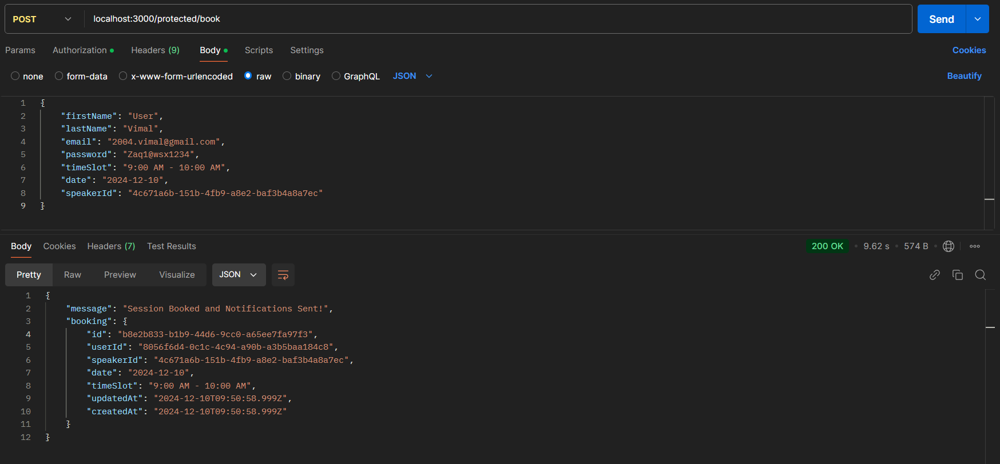 POST localhost:3000/protected/book Send
Params Authorization Headers (9) Body Scripts Settings Cookies
none form-data x-www-form-urlencoded raw binary GraphQL JSON Beautify
1 {
2 "firstName": "User",
3 "lastName": "Vimal",
4 "email": "2004.vimal@gmail.com",
5 "password": "Zaq1@wsx1234",
6 "timeSlot": "9:00 AM - 10:00 AM",
7 "date": "2024-12-10",
8 "speakerId": "4c671a6b-151b-4fb9-a8e2-baf3b4a8a7ec"
9 }
Body Cookies Headers (7) Test Results 200 OK • 9.62 s • 574 B •
Pretty Raw Preview Visualize JSON
1 {
2 "message": "Session Booked and Notifications Sent!",
3 "booking": {
4 "id": "b8e2b833-b1b9-44d6-9cc0-a65ee7fa97f3",
5 "userId": "8056f6d4-0c1c-4c94-a90b-a3b5baa184c8",
6 "speakerId": "4c671a6b-151b-4fb9-a8e2-baf3b4a8a7ec",
7 "date": "2024-12-10",
8 "timeSlot": "9:00 AM - 10:00 AM",
9 "updatedAt": "2024-12-10T09:50:58.999Z",
10 "createdAt": "2024-12-10T09:50:58.999Z"
11 }
12 }